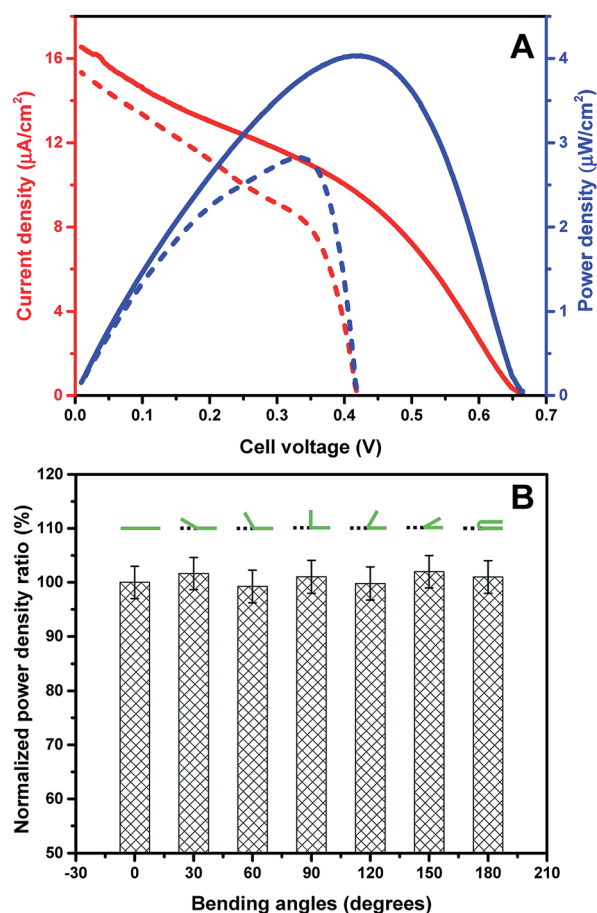 A
Current density (μA/cm²)
16
12
8
4
0
Power density (μW/cm²)
4
3
2
1
0
0.0 0.1 0.2 0.3 0.4 0.5 0.6 0.7
Cell voltage (V)
B
Normalized power density ratio (%)
120
110
100
90
80
70
60
50
-30 0 30 60 90 120 150 180 210
Bending angles (degrees)